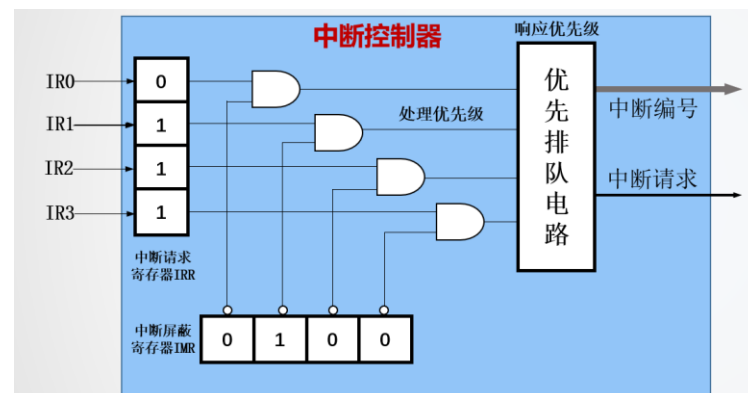 中断控制器
响应优先级
IR0
0
IR1
1
IR2
1
IR3
1
处理优先级
优先排队电路
中断编号
中断请求
中断请求
寄存器IRR
中断屏蔽
寄存器IMR
0 1 0 0